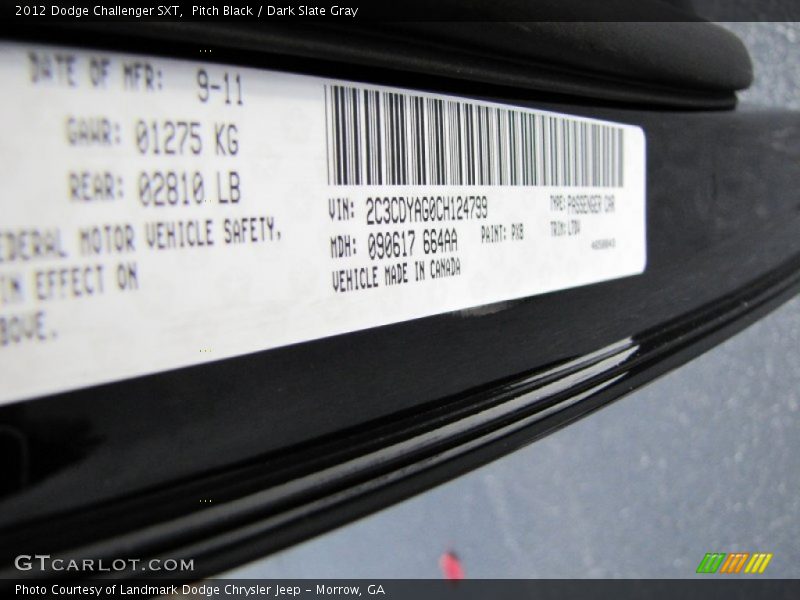 2012 Dodge Challenger SXT,  Pitch Black / Dark Slate Gray
DATE OF MFR: 9-11
GAWR: 01275 KG
REAR: 02810 LB
EDERAL MOTOR VEHICLE SAFETY,
IN EFFECT ON
BOVE.
VIN: 2C3CDYAG0CH124799
TYPE: PASSENGER CAR
MDH: 090617 664AA
PAINT: PX8
TRIM:
VEHICLE MADE IN CANADA
GTCARLOT.COM
Photo Courtesy of Landmark Dodge Chrysler Jeep - Morrow, GA